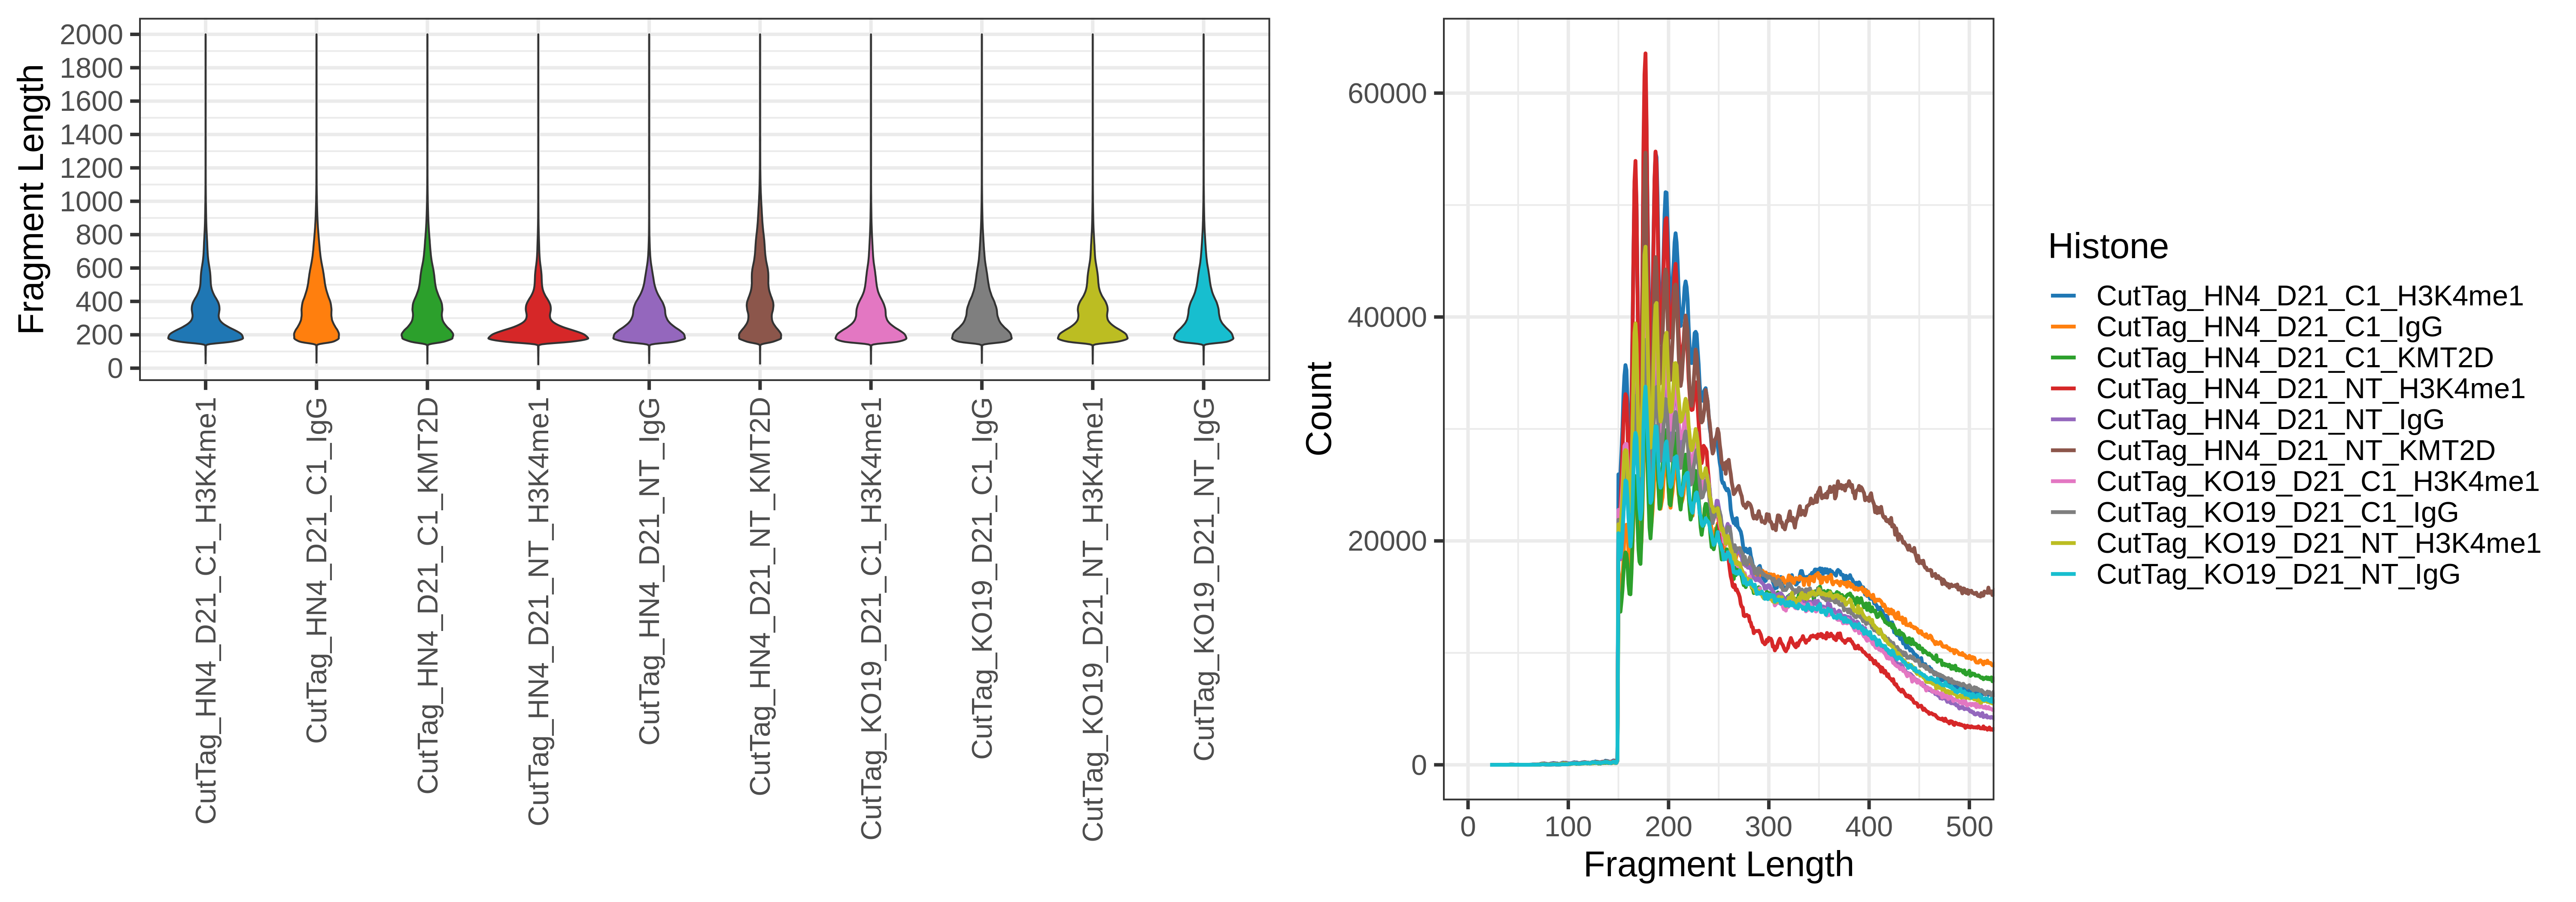 Fragment Length
2000
1800
1600
1400
1200
1000
800
600
400
200
0
CutTag_HN4_D21_C1_H3K4me1
CutTag_HN4_D21_C1_IgG
CutTag_HN4_D21_C1_KMT2D
CutTag_HN4_D21_NT_H3K4me1
CutTag_HN4_D21_NT_IgG
CutTag_HN4_D21_NT_KMT2D
CutTag_KO19_D21_C1_H3K4me1
CutTag_KO19_D21_C1_IgG
CutTag_KO19_D21_NT_H3K4me1
CutTag_KO19_D21_NT_IgG
Count
60000
40000
20000
0
0 100 200 300 400 500
Fragment Length
Histone
CutTag_HN4_D21_C1_H3K4me1
CutTag_HN4_D21_C1_IgG
CutTag_HN4_D21_C1_KMT2D
CutTag_HN4_D21_NT_H3K4me1
CutTag_HN4_D21_NT_IgG
CutTag_HN4_D21_NT_KMT2D
CutTag_KO19_D21_C1_H3K4me1
CutTag_KO19_D21_C1_IgG
CutTag_KO19_D21_NT_H3K4me1
CutTag_KO19_D21_NT_IgG